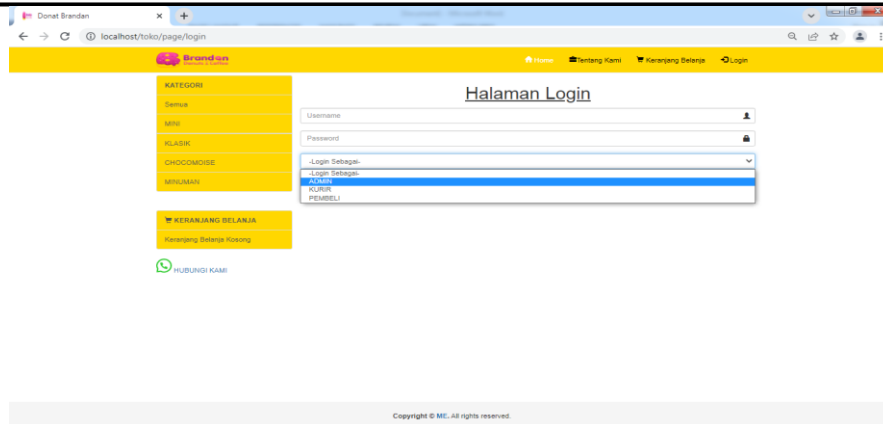 Donat Brandan
localhost/toko/page/login
Brandan
Home
Tentang Kami
Keranjang Belanja
Login
KATEGORI
Semua
MINI
KLASIK
CHOCOMOISE
MINUMAN
KERANJANG BELANJA
Keranjang Belanja Kosong
HUBUNGI KAMI
Halaman Login
Username
Password
-Login Sebagai-
-Login Sebagai-
ADMIN
KURIR
PEMBELI
Copyright © ME. All rights reserved.